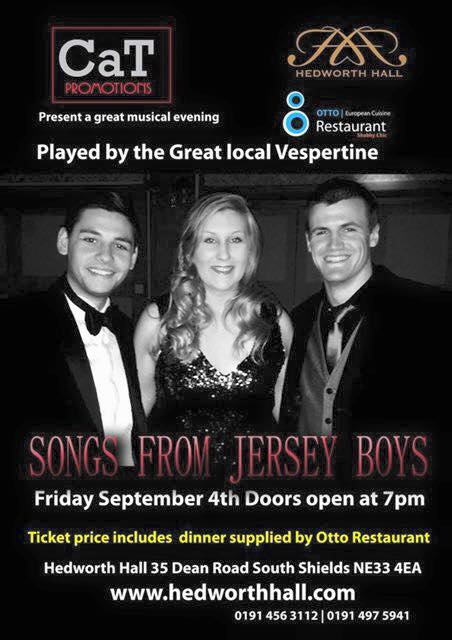 CaT
PROMOTIONS
HEDWORTH HALL
Present a great musical evening
OTTO | European Cuisine
Restaurant
Shabby Chic
Played by the Great local Vespertine
SONGS FROM JERSEY BOYS
Friday September 4th Doors open at 7pm
Ticket price includes dinner supplied by Otto Restaurant
Hedworth Hall 35 Dean Road South Shields NE33 4EA
www.hedworthhall.com
0191 456 3112 | 0191 497 5941